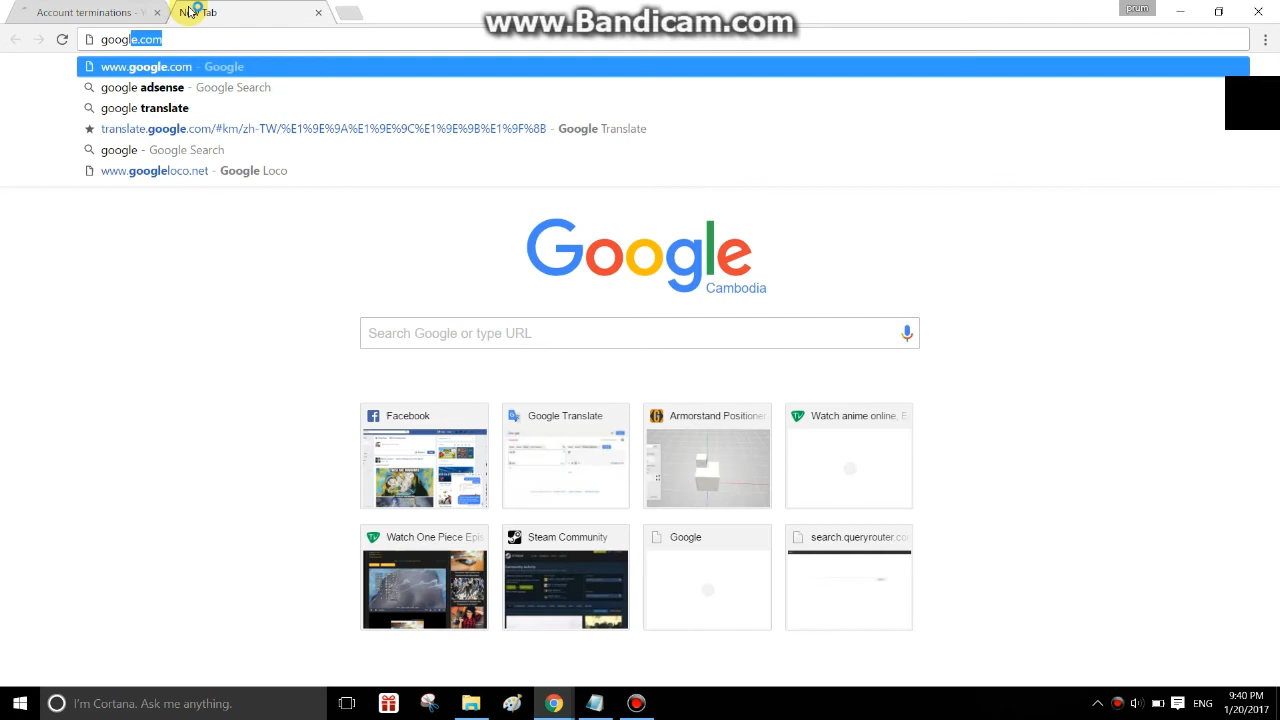 Account terminations - Y
New Tab
www.Bandicam.com
prum
google.com
www.google.com - Google
google adsense - Google Search
google translate
translate.google.com/#km/zh-TW/%E1%9E%9A%E1%9E%9C%E1%9E%9B%E1%9F%8B - Google Translate
google - Google Search
www.googleloco.net - Google Loco
Google
Cambodia
Search Google or type URL
Facebook
Google Translate
Armorstand Positione
Watch anime online, E
Watch One Piece Epis
Steam Community
Google
search.queryrouter.co
I'm Cortana. Ask me anything.
ENG
9:40 PM
1/20/2017